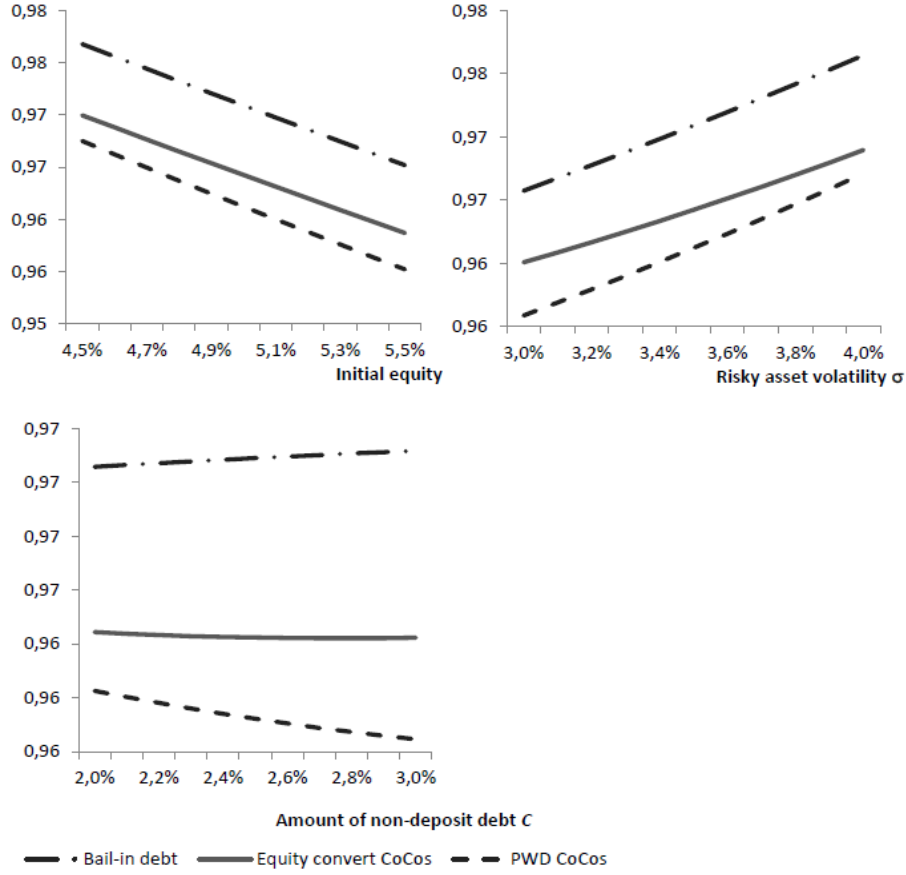 0,98
0,98
0,97
0,97
0,96
0,96
0,95
4,5% 4,7% 4,9% 5,1% 5,3% 5,5%
Initial equity
0,98
0,98
0,97
0,97
0,96
0,96
3,0% 3,2% 3,4% 3,6% 3,8% 4,0%
Risky asset volatility σ
0,97
0,97
0,97
0,97
0,96
0,96
0,96
2,0% 2,2% 2,4% 2,6% 2,8% 3,0%
Amount of non-deposit debt C
Bail-in debt Equity convert CoCos PWD CoCos